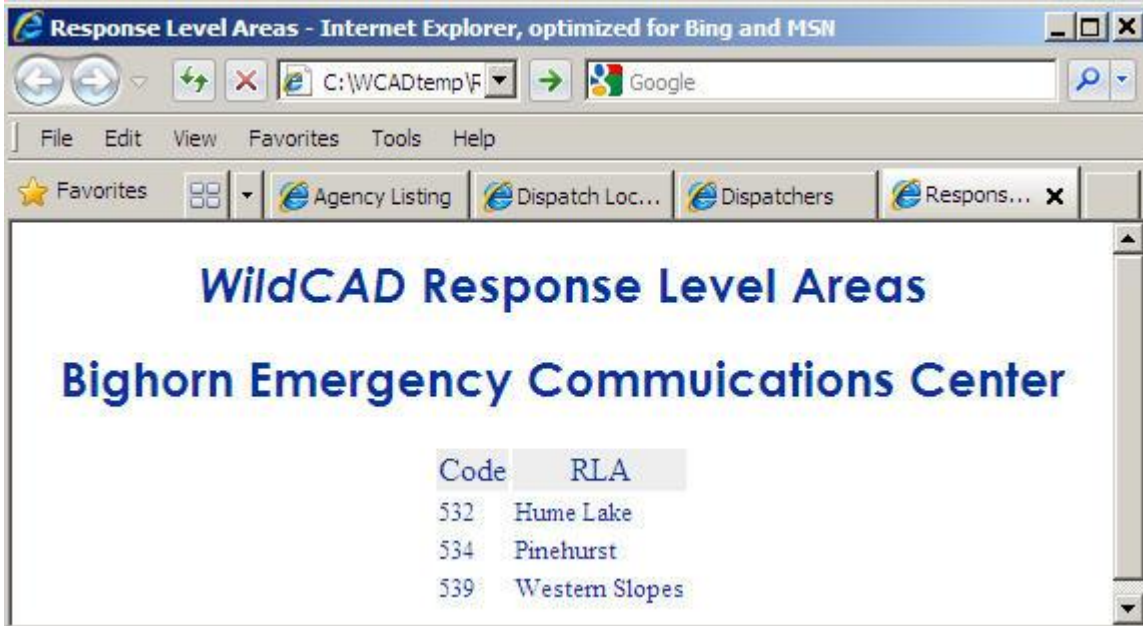 Response Level Areas - Internet Explorer, optimized for Bing and MSN
C:\WCADtemp\F Google
File Edit View Favorites Tools Help
Favorites Agency Listing Dispatch Loc... Dispatchers Respons...
WildCAD Response Level Areas
Bighorn Emergency Commuications Center
Code RLA
532 Hume Lake
534 Pinehurst
539 Western Slopes